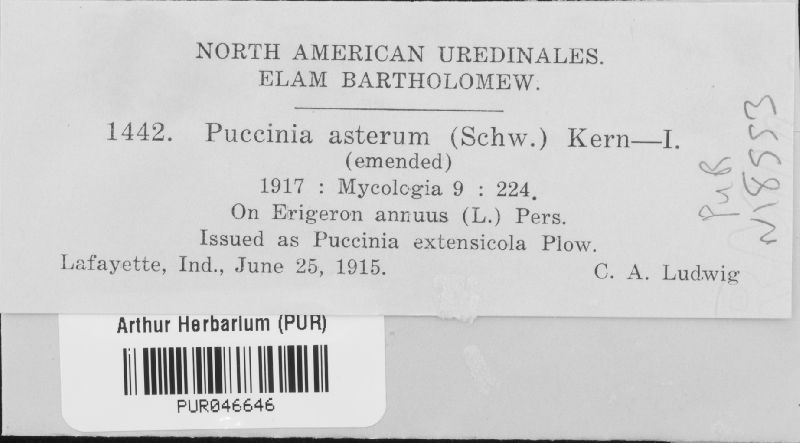 NORTH AMERICAN UREDINALES.
ELAM BARTHOLOMEW.
1442. Puccinia asterum (Schw.) Kern—I.
(emended)
1917 : Mycologia 9 : 224.
On Erigeron annuus (L.) Pers.
Issued as Puccinia extensicola Plow.
Lafayette, Ind., June 25, 1915. C. A. Ludwig
PUR
N18553
Arthur Herbarium (PUR)
PUR046646